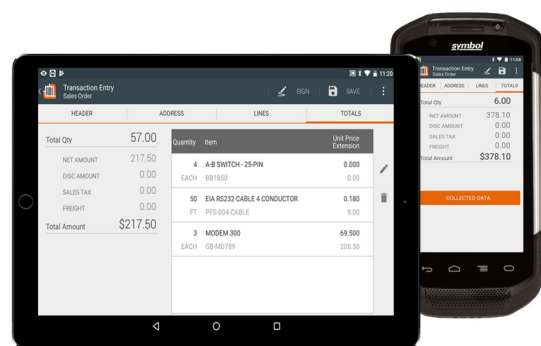 symbol
11:04
Transaction Entry
Sales Order
HEADER ADDRESS LINES TOTALS
Total Qty 6.00
NET AMOUNT 378.10
DISC AMOUNT 0.00
SALES TAX 0.00
FREIGHT 0.00
Total Amount $378.10
COLLECTED DATA
11:20
Transaction Entry
Sales Order
SIGN SAVE
HEADER ADDRESS LINES TOTALS
Total Qty 57.00
NET AMOUNT 217.50
DISC AMOUNT 0.00
SALES TAX 0.00
FREIGHT 0.00
Total Amount $217.50
Quantity Item Unit Price
Extension
4 A-B SWITCH - 25-PIN 0.000
EACH BB1850 0.00
50 EIA RS232 CABLE 4 CONDUCTOR 0.180
FT PFS-004-CABLE 9.00
3 MODEM 300 69.500
EACH GB-MD789 208.50